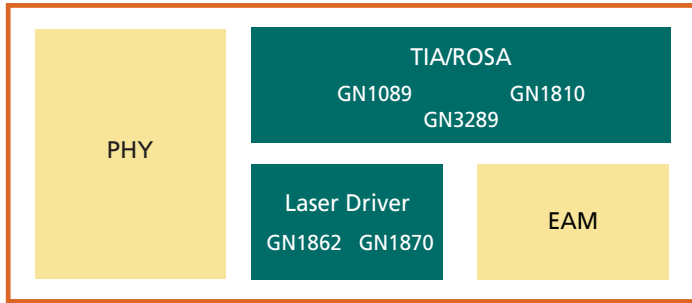 PHY
TIA/ROSA
GN1089 GN1810
GN3289
Laser Driver
GN1862 GN1870
EAM